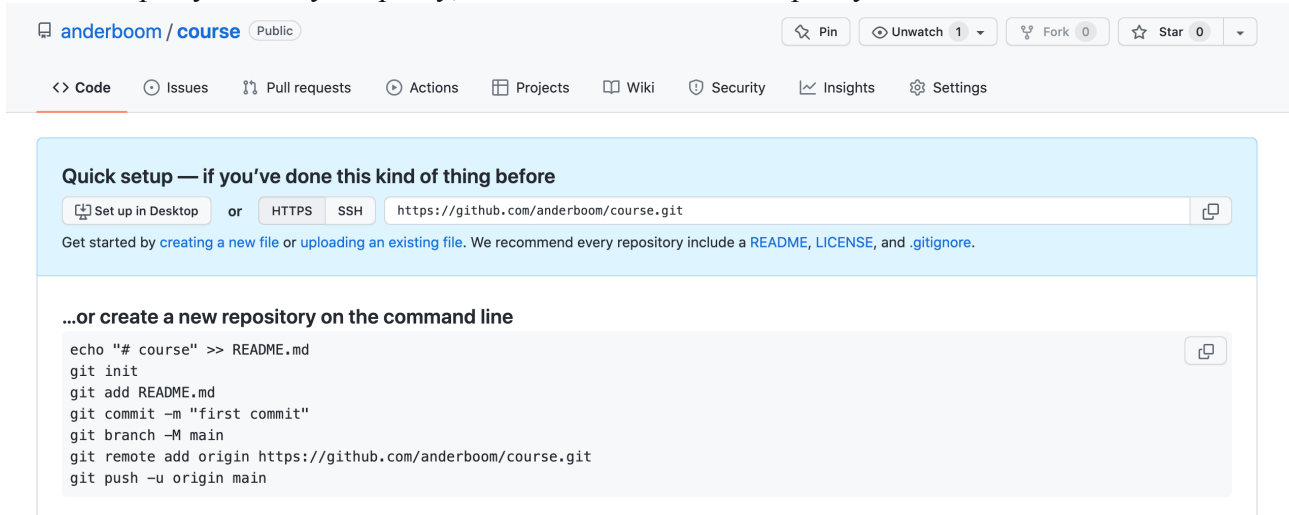 anderboom / course Public
Pin Unwatch 1 Fork 0 Star 0
<> Code Issues Pull requests Actions Projects Wiki Security Insights Settings
Quick setup — if you’ve done this kind of thing before
Set up in Desktop or HTTPS SSH https://github.com/anderboom/course.git
Get started by creating a new file or uploading an existing file. We recommend every repository include a README, LICENSE, and .gitignore.
…or create a new repository on the command line
echo "# course" >> README.md
git init
git add README.md
git commit -m "first commit"
git branch -M main
git remote add origin https://github.com/anderboom/course.git
git push -u origin main